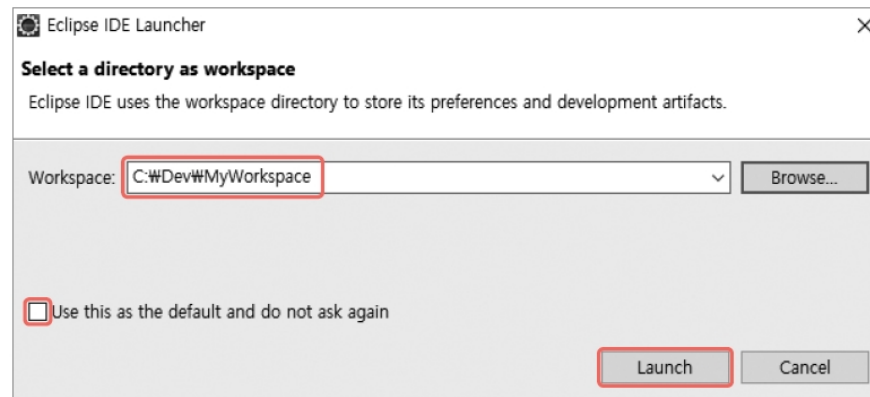 Eclipse IDE Launcher
Select a directory as workspace
Eclipse IDE uses the workspace directory to store its preferences and development artifacts.
Workspace: C:₩Dev₩MyWorkspace Browse...
Use this as the default and do not ask again
Launch Cancel